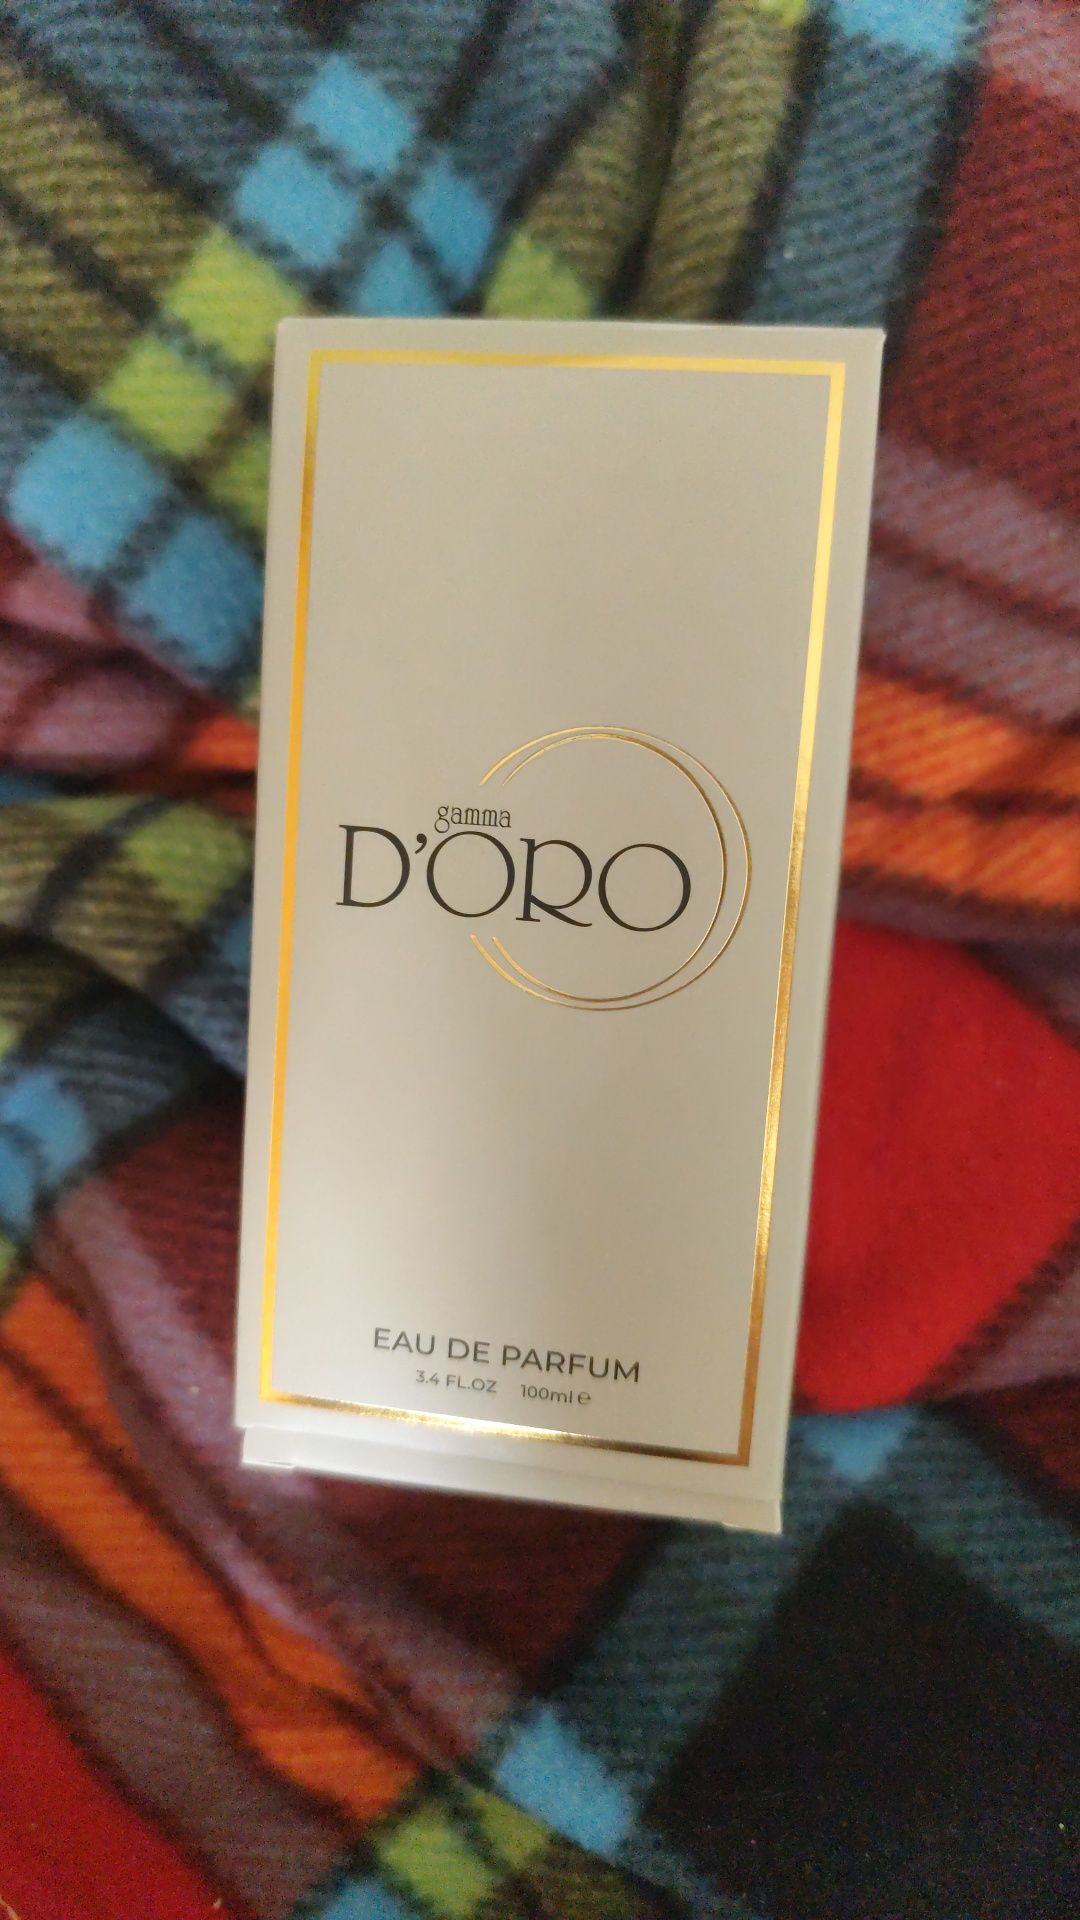 gamma
D'ORO
EAU DE PARFUM
3.4 FL.OZ 100ml ℮